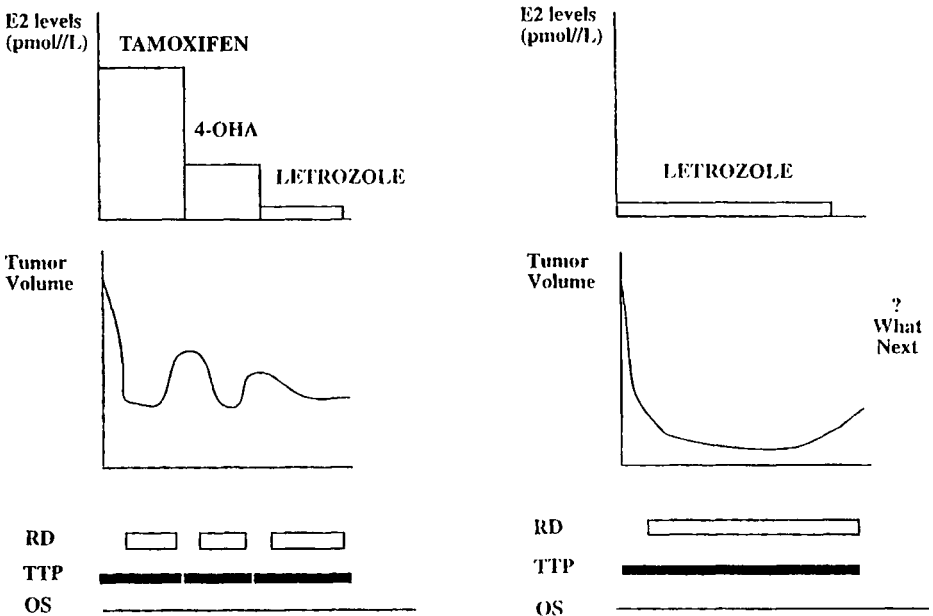 E2 levels
(pmol//L)
TAMOXIFEN
4-OHA
LETROZOLE
Tumor
Volume
RD
TTP
OS
E2 levels
(pmol//L)
LETROZOLE
Tumor
Volume
?
What
Next
RD
TTP
OS